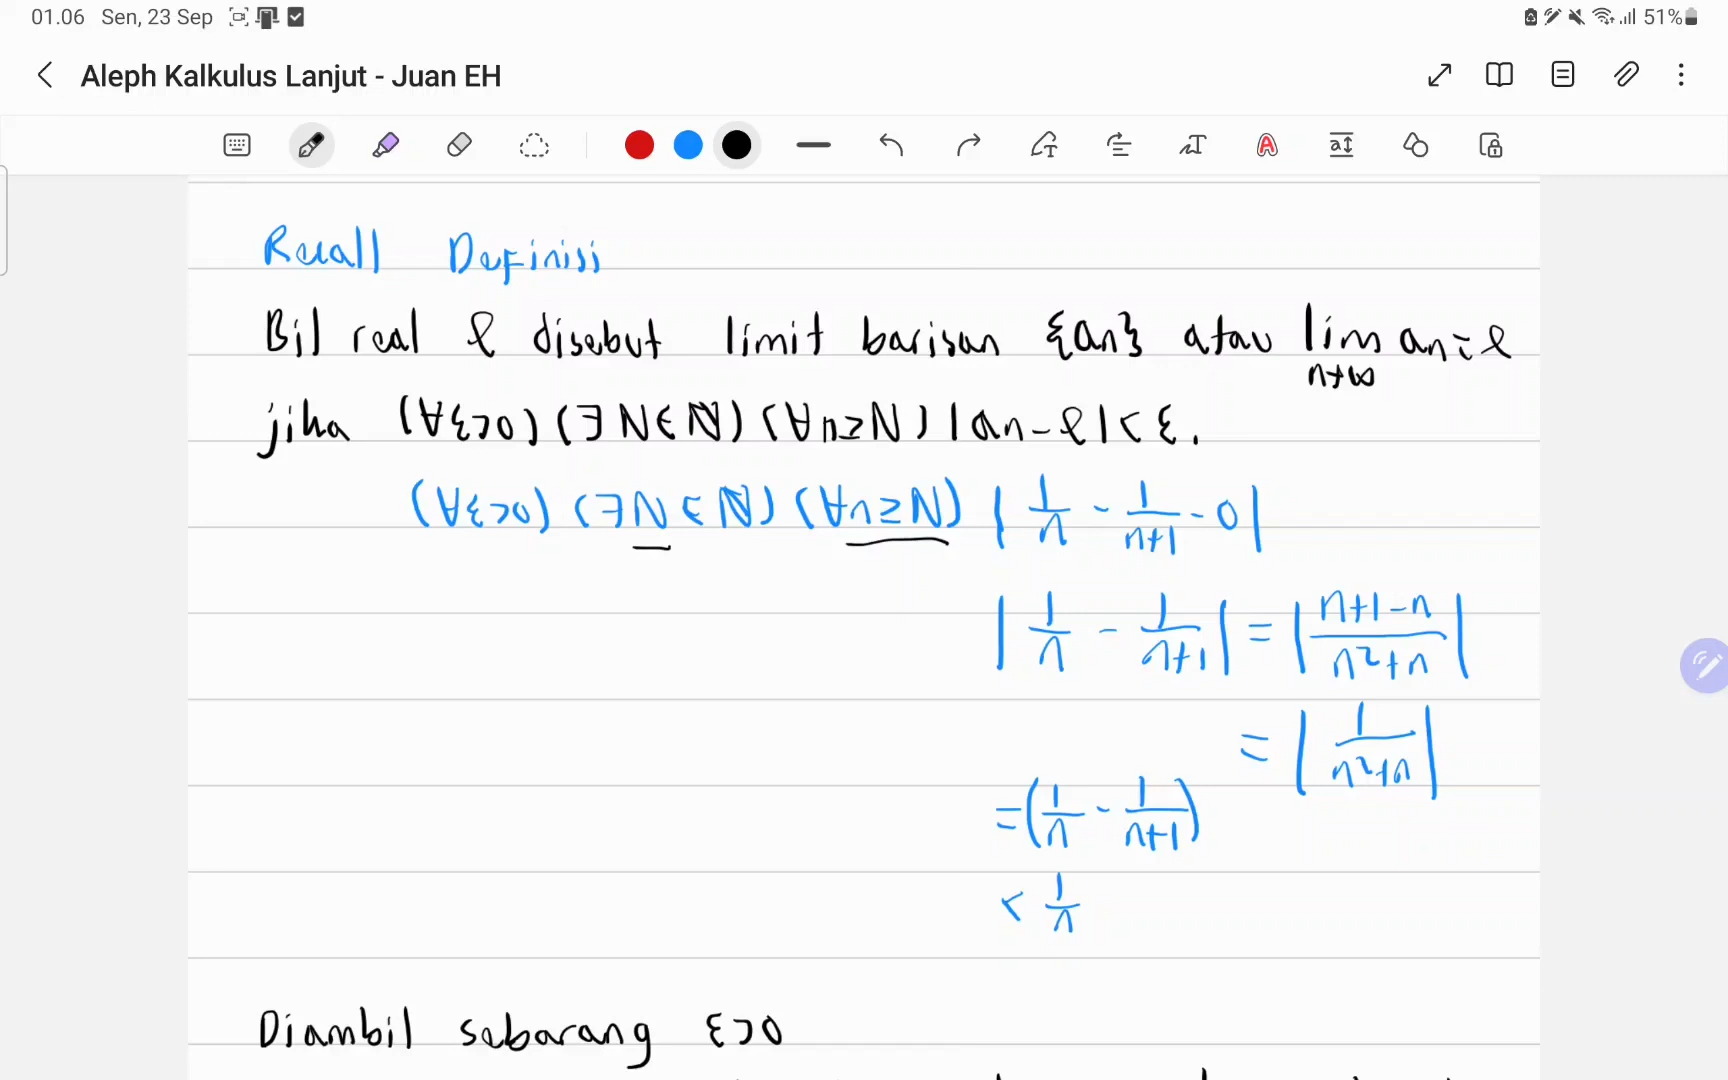 01.06 Sen, 23 Sep 51%
Aleph Kalkulus Lanjut - Juan EH
Recall Definisi
Bil real ℓ disebut limit barisan {an} atau lim an = ℓ
n→∞
jika (∀ε>0) (∃N∈ℕ) (∀n≥N) |an - ℓ| < ε.
(∀ε>0) (∃N∈ℕ) (∀n≥N) | 1/n - 1/(n+1) - 0 |
| 1/n - 1/(n+1) | = | (n+1-n)/(n²+n) |
= | 1/(n²+n) |
= ( 1/n - 1/(n+1) )
< 1/n
Diambil sebarang ε>0